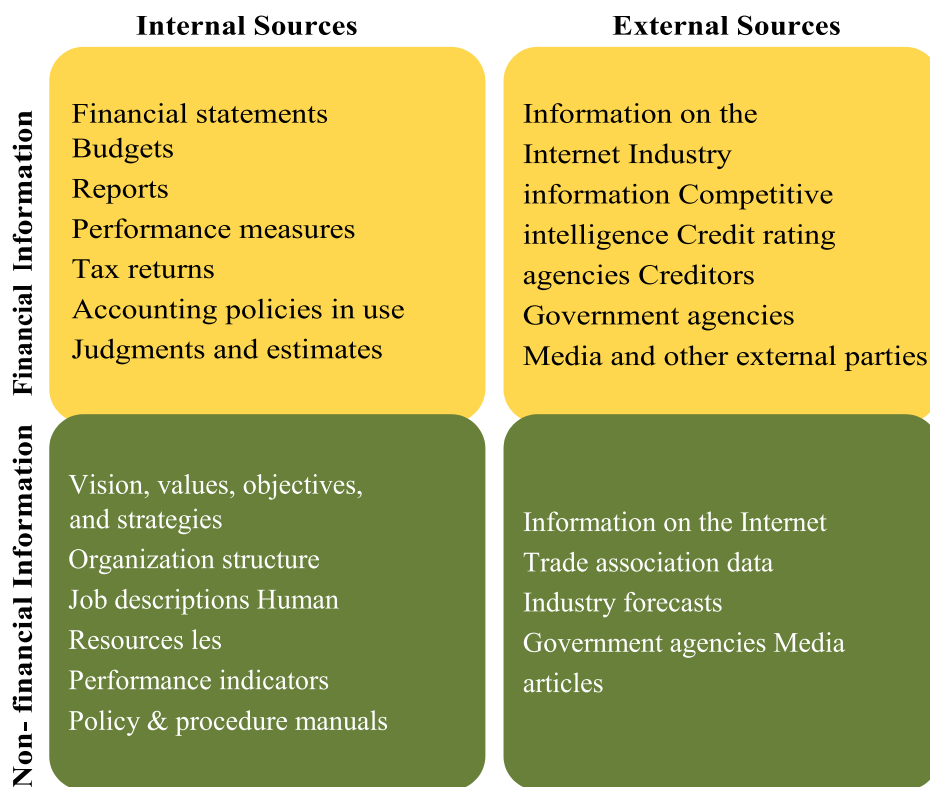 Internal Sources
External Sources
Financial Information
Financial statements
Budgets
Reports
Performance measures
Tax returns
Accounting policies in use
Judgments and estimates
Information on the
Internet Industry
information Competitive
intelligence Credit rating
agencies Creditors
Government agencies
Media and other external parties
Non- financial Information
Vision, values, objectives,
and strategies
Organization structure
Job descriptions Human
Resources les
Performance indicators
Policy & procedure manuals
Information on the Internet
Trade association data
Industry forecasts
Government agencies Media
articles